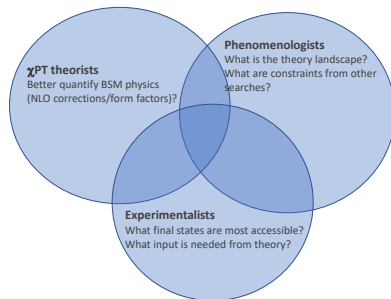 χPT theorists
Better quantify BSM physics
(NLO corrections/form factors)?
Phenomenologists
What is the theory landscape?
What are constraints from other
searches?
Experimentalists
What final states are most accessible?
What input is needed from theory?